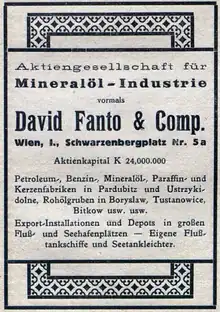 Aktiengesellschaft für
Mineralöl-Industrie
vormals
David Fanto & Comp.
Wien, I., Schwarzenbergplatz Nr. 5a
Aktienkapital K 24,000.000
Petroleum-, Benzin-, Mineralöl-, Paraffin- und
Kerzenfabriken in Pardubitz und Ustrzyki-
dolne, Rohölgruben in Boryslaw, Tustanowice,
Bitkow usw. usw.
Export-Installationen und Depots in großen
Fluß- und Seehafenplätzen — Eigene Fluß-
tankschiffe und Seetankleichter.